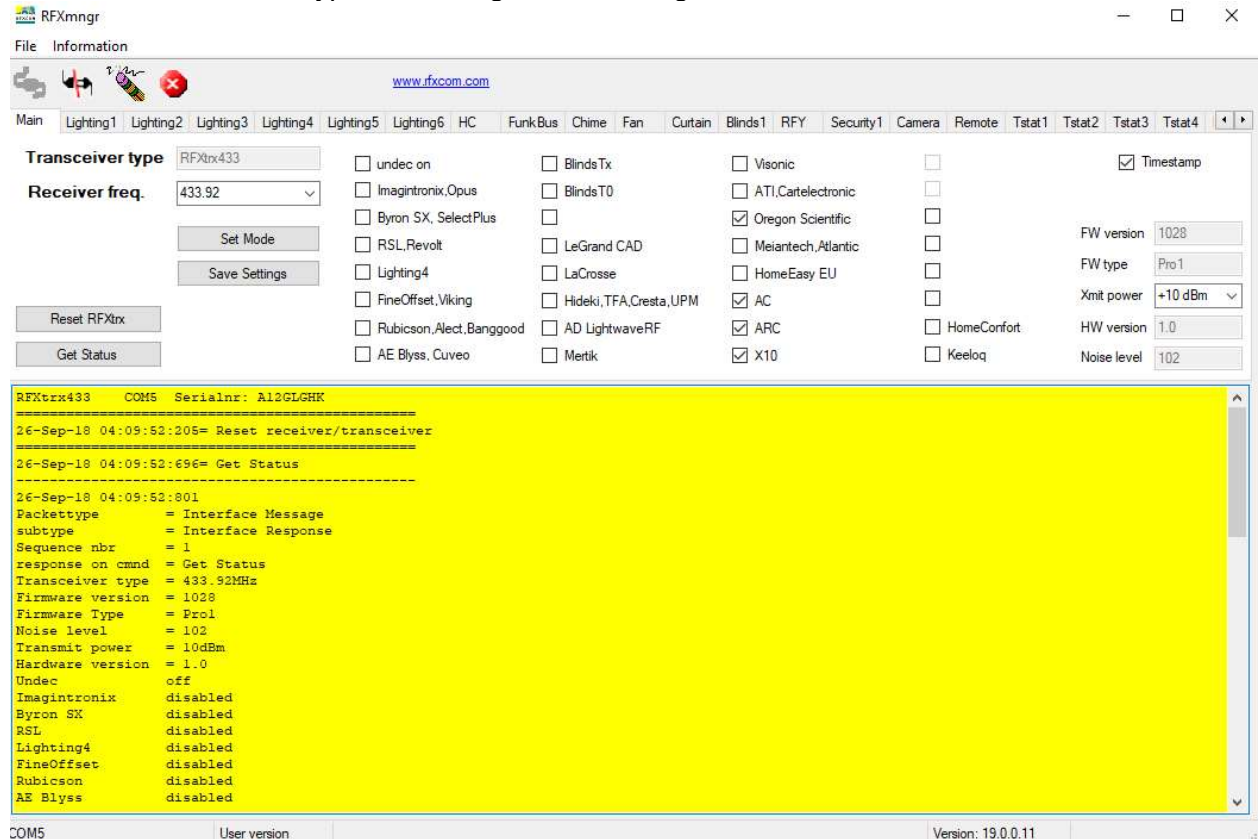 RFXmngr
File Information
www.rfxcom.com
Main Lighting1 Lighting2 Lighting3 Lighting4 Lighting5 Lighting6 HC FunkBus Chime Fan Curtain Blinds1 RFY Security1 Camera Remote Tstat1 Tstat2 Tstat3 Tstat4
Transceiver type RFXtrx433
Receiver freq. 433.92
Set Mode
Save Settings
Reset RFXtrx
Get Status
undec on
Imagintronix,Opus
Byron SX, SelectPlus
RSL,Revolt
Lighting4
FineOffset,Viking
Rubicson,Alect,Banggood
AE Blyss, Cuveo
BlindsTx
BlindsT0
LeGrand CAD
LaCrosse
Hideki,TFA,Cresta,UPM
AD LightwaveRF
Mertik
Visonic
ATI,Cartelectronic
Oregon Scientific
Meiantech,Atlantic
HomeEasy EU
AC
ARC
X10
HomeConfort
Keeloq
Timestamp
FW version 1028
FW type Pro1
Xmit power +10 dBm
HW version 1.0
Noise level 102
RFXtrx433 COM5 Serialnr: A12GLGHK
================================================
26-Sep-18 04:09:52:205= Reset receiver/transceiver
================================================
26-Sep-18 04:09:52:696= Get Status
------------------------------------------------
26-Sep-18 04:09:52:801
Packettype = Interface Message
subtype = Interface Response
Sequence nbr = 1
response on cmnd = Get Status
Transceiver type = 433.92MHz
Firmware version = 1028
Firmware Type = Pro1
Noise level = 102
Transmit power = 10dBm
Hardware version = 1.0
Undec off
Imagintronix disabled
Byron SX disabled
RSL disabled
Lighting4 disabled
FineOffset disabled
Rubicson disabled
AE Blyss disabled
COM5 User version Version: 19.0.0.11